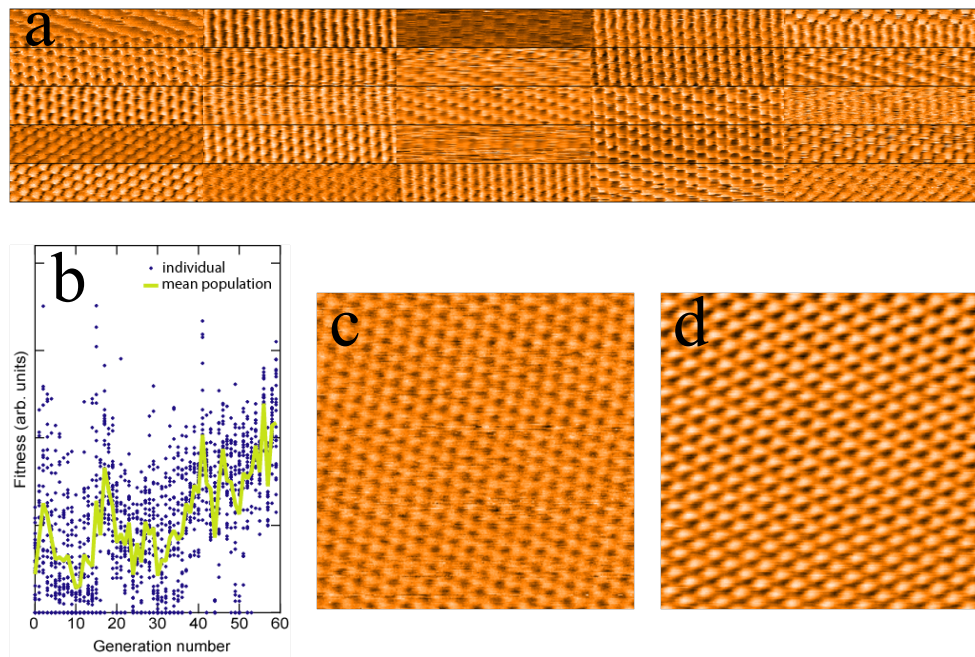 a
b
individual
mean population
Fitness (arb. units)
0 10 20 30 40 50 60
Generation number
c
d